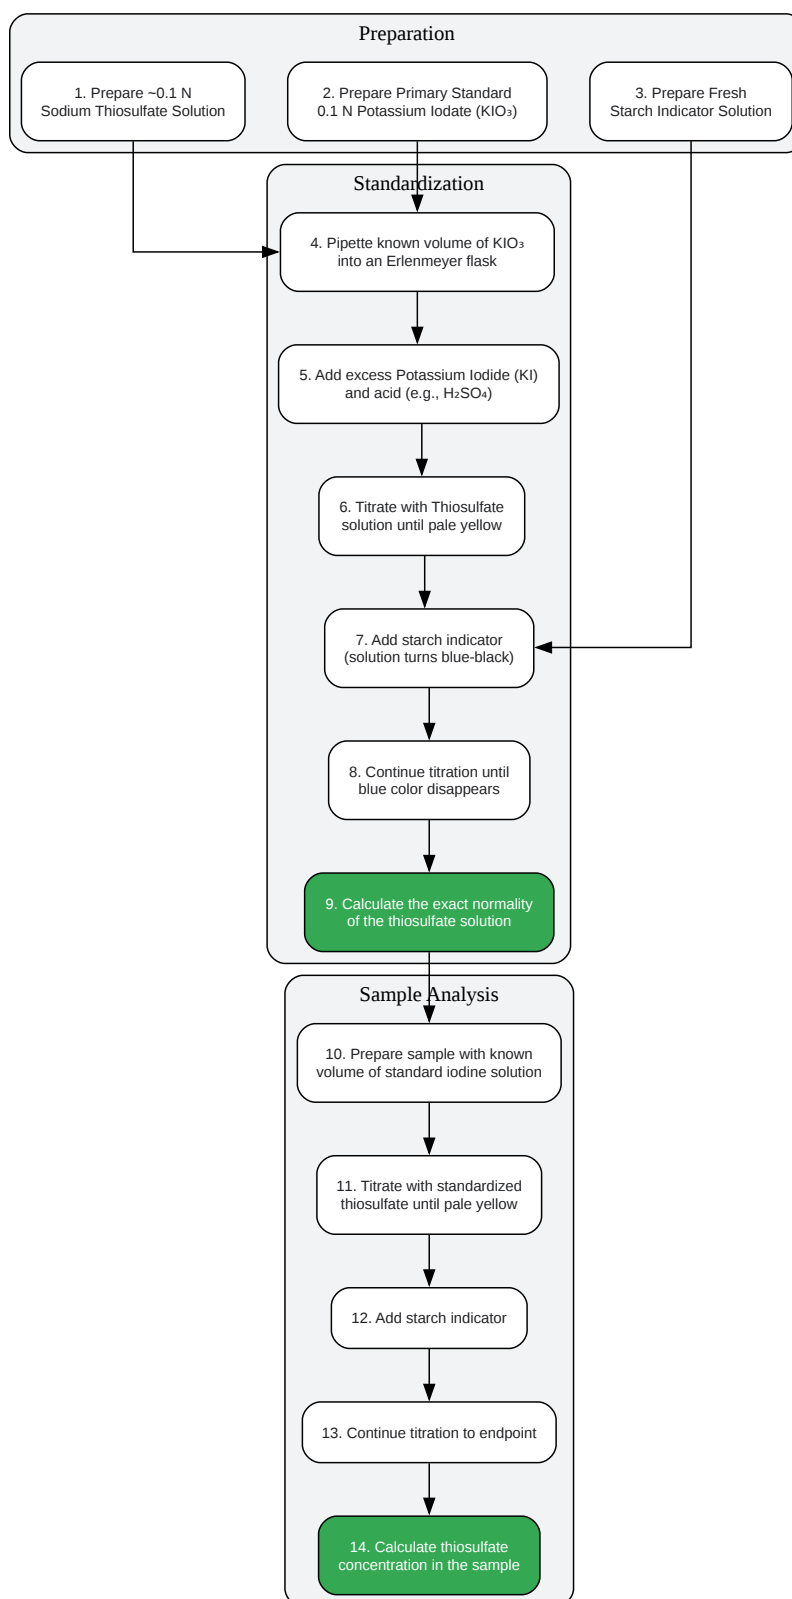 Preparation
1. Prepare ~0.1 N
Sodium Thiosulfate Solution
2. Prepare Primary Standard
0.1 N Potassium Iodate (KIO₃)
3. Prepare Fresh
Starch Indicator Solution
Standardization
4. Pipette known volume of KIO₃
into an Erlenmeyer flask
5. Add excess Potassium Iodide (KI)
and acid (e.g., H₂SO₄)
6. Titrate with Thiosulfate
solution until pale yellow
7. Add starch indicator
(solution turns blue-black)
8. Continue titration until
blue color disappears
9. Calculate the exact normality
of the thiosulfate solution
Sample Analysis
10. Prepare sample with known
volume of standard iodine solution
11. Titrate with standardized
thiosulfate until pale yellow
12. Add starch indicator
13. Continue titration to endpoint
14. Calculate thiosulfate
concentration in the sample